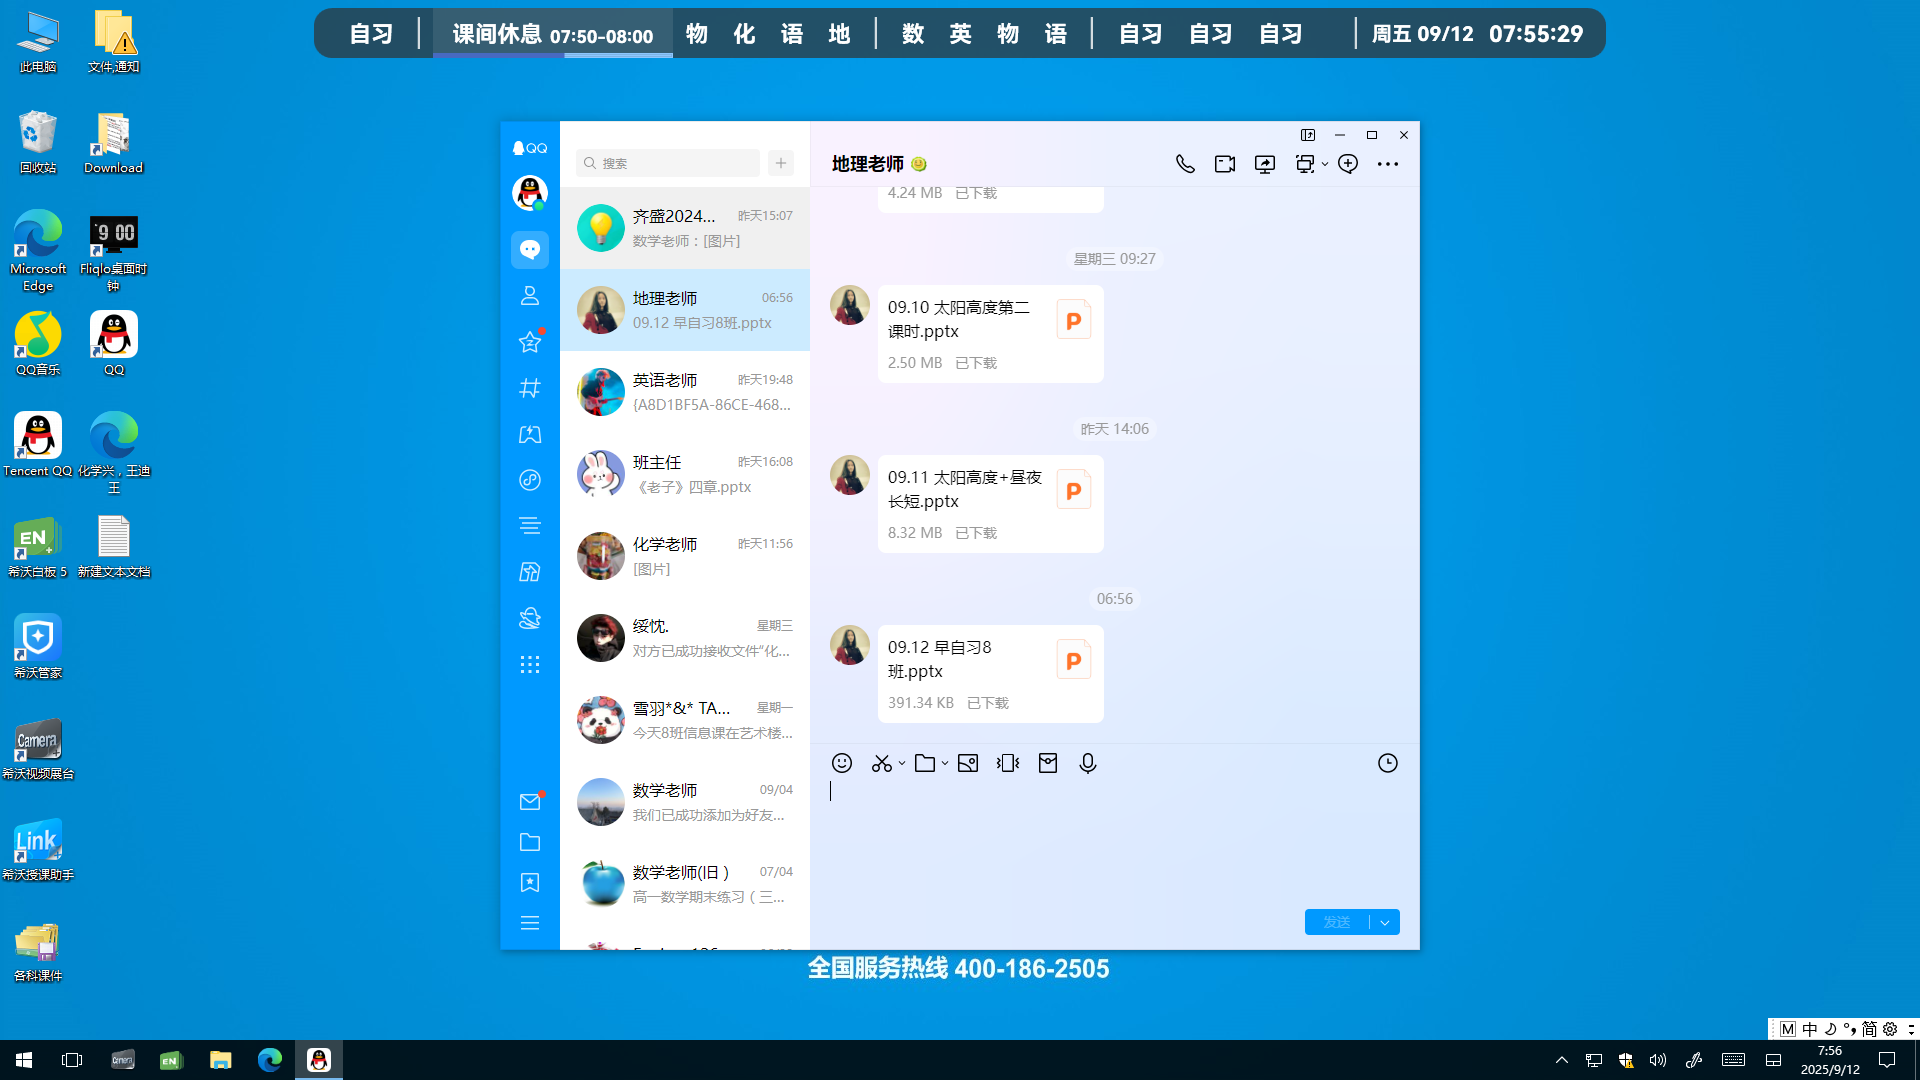 自习 课间休息 07:50-08:00 物 化 语 地 数 英 物 语 自习 自习 自习 周五 09/12 07:55:29
此电脑
文件,通知
回收站
Download
Microsoft Edge
Fliqlo桌面时钟
9 00
QQ音乐
QQ
Tencent QQ
化学兴，王迪王
EN
希沃白板 5
新建文本文档
希沃管家
Camera
希沃视频展台
Link
希沃授课助手
各科课件
QQ
搜索
齐盛2024... 昨天15:07
数学老师：[图片]
地理老师 06:56
09.12 早自习8班.pptx
英语老师 昨天19:48
{A8D1BF5A-86CE-468...
班主任 昨天16:08
《老子》四章.pptx
化学老师 昨天11:56
[图片]
绥忱. 星期三
对方已成功接收文件“化...
雪羽*&* TA... 星期一
今天8班信息课在艺术楼...
数学老师 09/04
我们已成功添加为好友...
数学老师(旧) 07/04
高一数学期末练习（三...
地理老师
4.24 MB 已下载
星期三 09:27
09.10 太阳高度第二
课时.pptx
P
2.50 MB 已下载
昨天 14:06
09.11 太阳高度+昼夜
长短.pptx
P
8.32 MB 已下载
06:56
09.12 早自习8
班.pptx
P
391.34 KB 已下载
发送
全国服务热线 400-186-2505
M 中 简
Camera
EN
7:56
2025/9/12